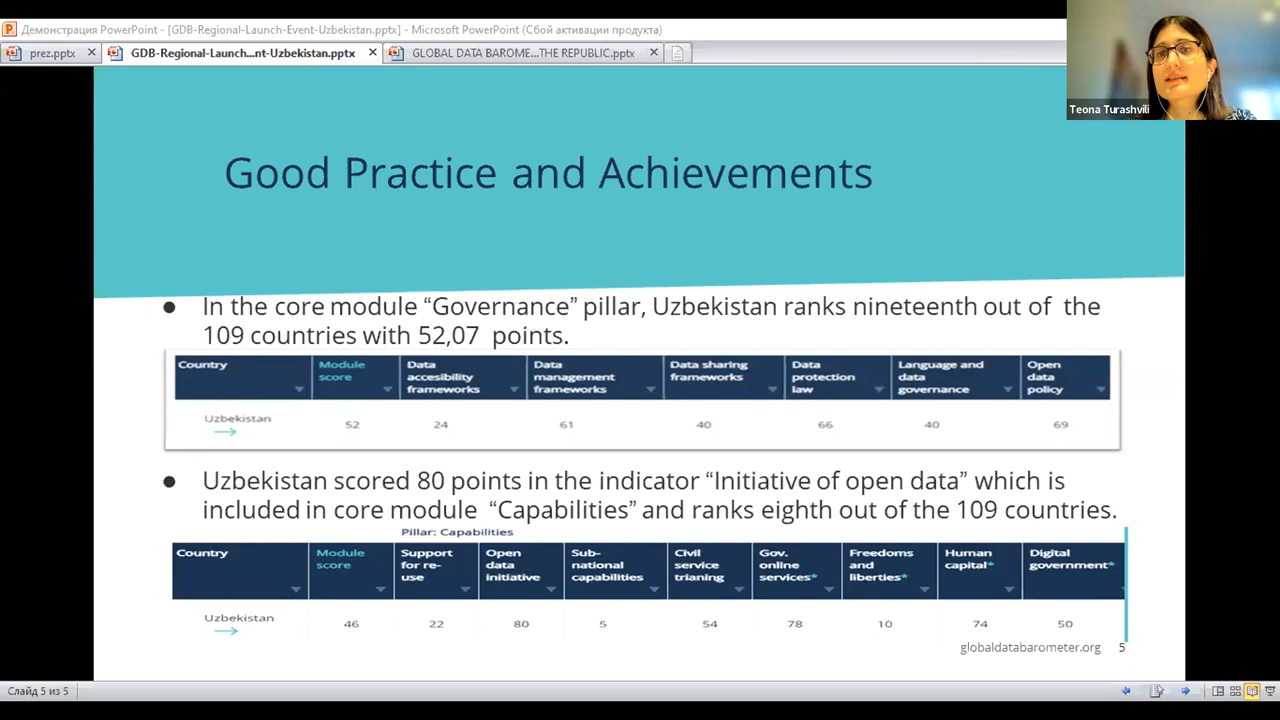 Демонстрация PowerPoint - [GDB-Regional-Launch-Event-Uzbekistan.pptx] - Microsoft PowerPoint (Сбой активации продукта)
prez.pptx
GDB-Regional-Launch...nt-Uzbekistan.pptx
GLOBAL DATA BAROME...THE REPUBLIC.pptx
Teona Turashvili
Good Practice and Achievements
● In the core module “Governance” pillar, Uzbekistan ranks nineteenth out of the
109 countries with 52,07 points.
Country Module score Data accesibility frameworks Data management frameworks Data sharing frameworks Data protection law Language and data governance Open data policy
Uzbekistan 52 24 61 40 66 40 69
● Uzbekistan scored 80 points in the indicator “Initiative of open data” which is
included in core module “Capabilities” and ranks eighth out of the 109 countries.
Pillar: Capabilities
Country Module score Support for re-use Open data initiative Sub-national capabilities Civil service trianing Gov. online services* Freedoms and liberties* Human capital* Digital government*
Uzbekistan 46 22 80 5 54 78 10 74 50
globaldatabarometer.org 5
Слайд 5 из 5